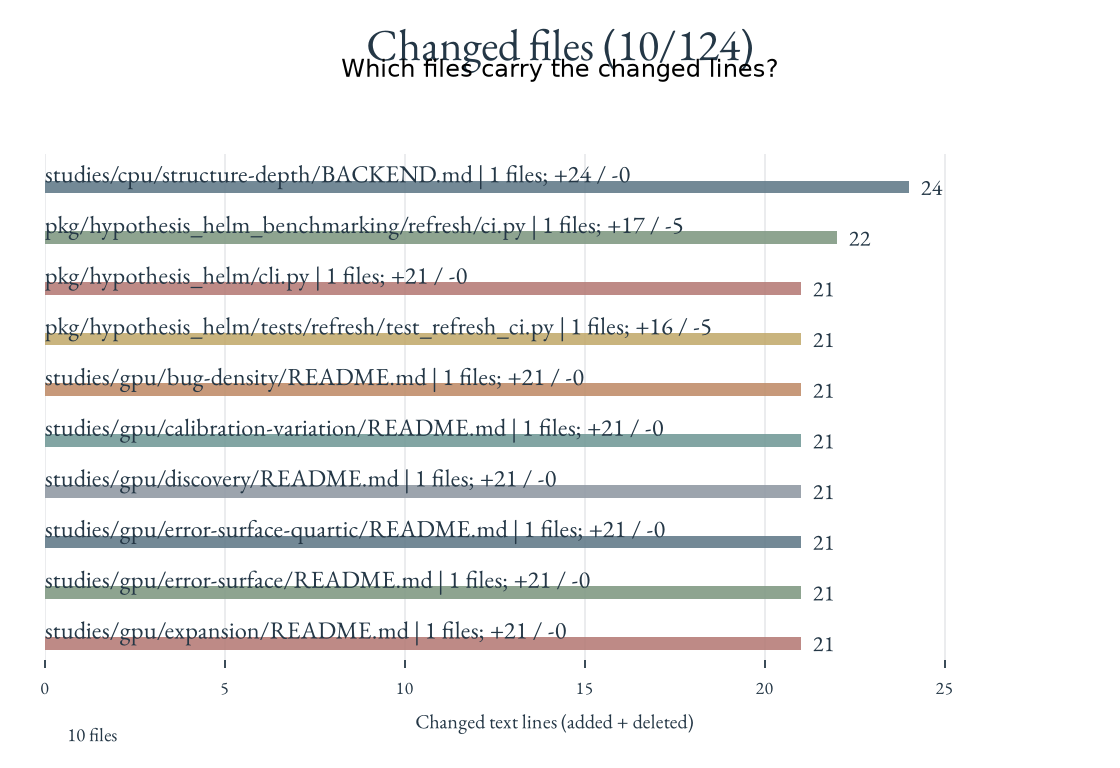 Changed files (10/124)
Which files carry the changed lines?
studies/cpu/structure-depth/BACKEND.md | 1 files; +24 / -0
24
pkg/hypothesis_helm_benchmarking/refresh/ci.py | 1 files; +17 / -5
22
pkg/hypothesis_helm/cli.py | 1 files; +21 / -0
21
pkg/hypothesis_helm/tests/refresh/test_refresh_ci.py | 1 files; +16 / -5
21
studies/gpu/bug-density/README.md | 1 files; +21 / -0
21
studies/gpu/calibration-variation/README.md | 1 files; +21 / -0
21
studies/gpu/discovery/README.md | 1 files; +21 / -0
21
studies/gpu/error-surface-quartic/README.md | 1 files; +21 / -0
21
studies/gpu/error-surface/README.md | 1 files; +21 / -0
21
studies/gpu/expansion/README.md | 1 files; +21 / -0
21
0 5 10 15 20 25
Changed text lines (added + deleted)
10 files